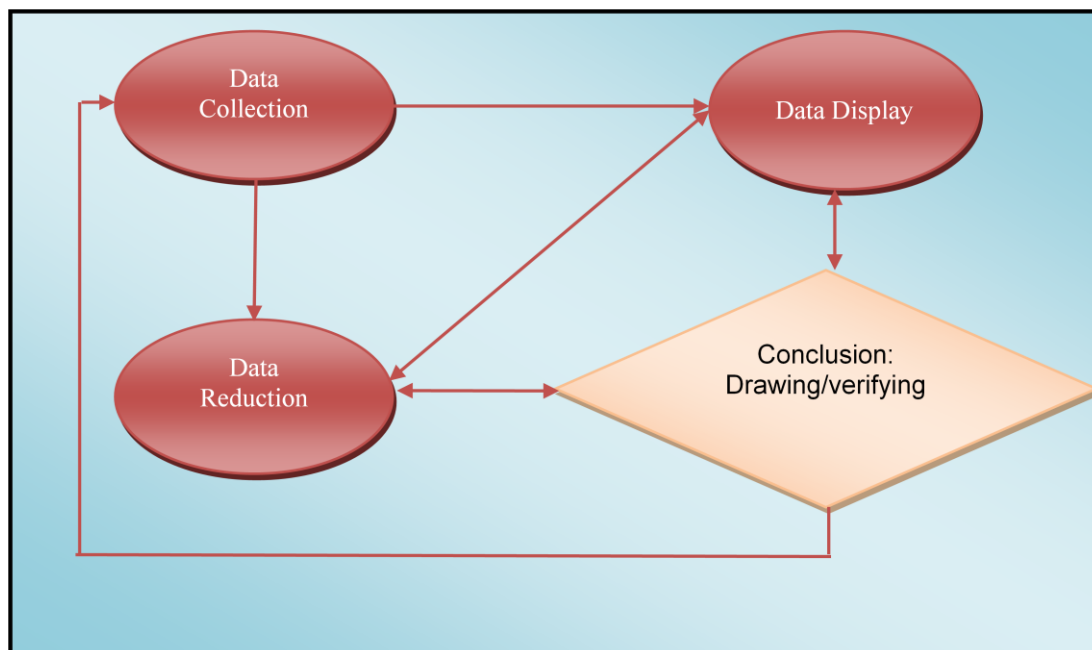 Data
Collection
Data Display
Data
Reduction
Conclusion:
Drawing/verifying